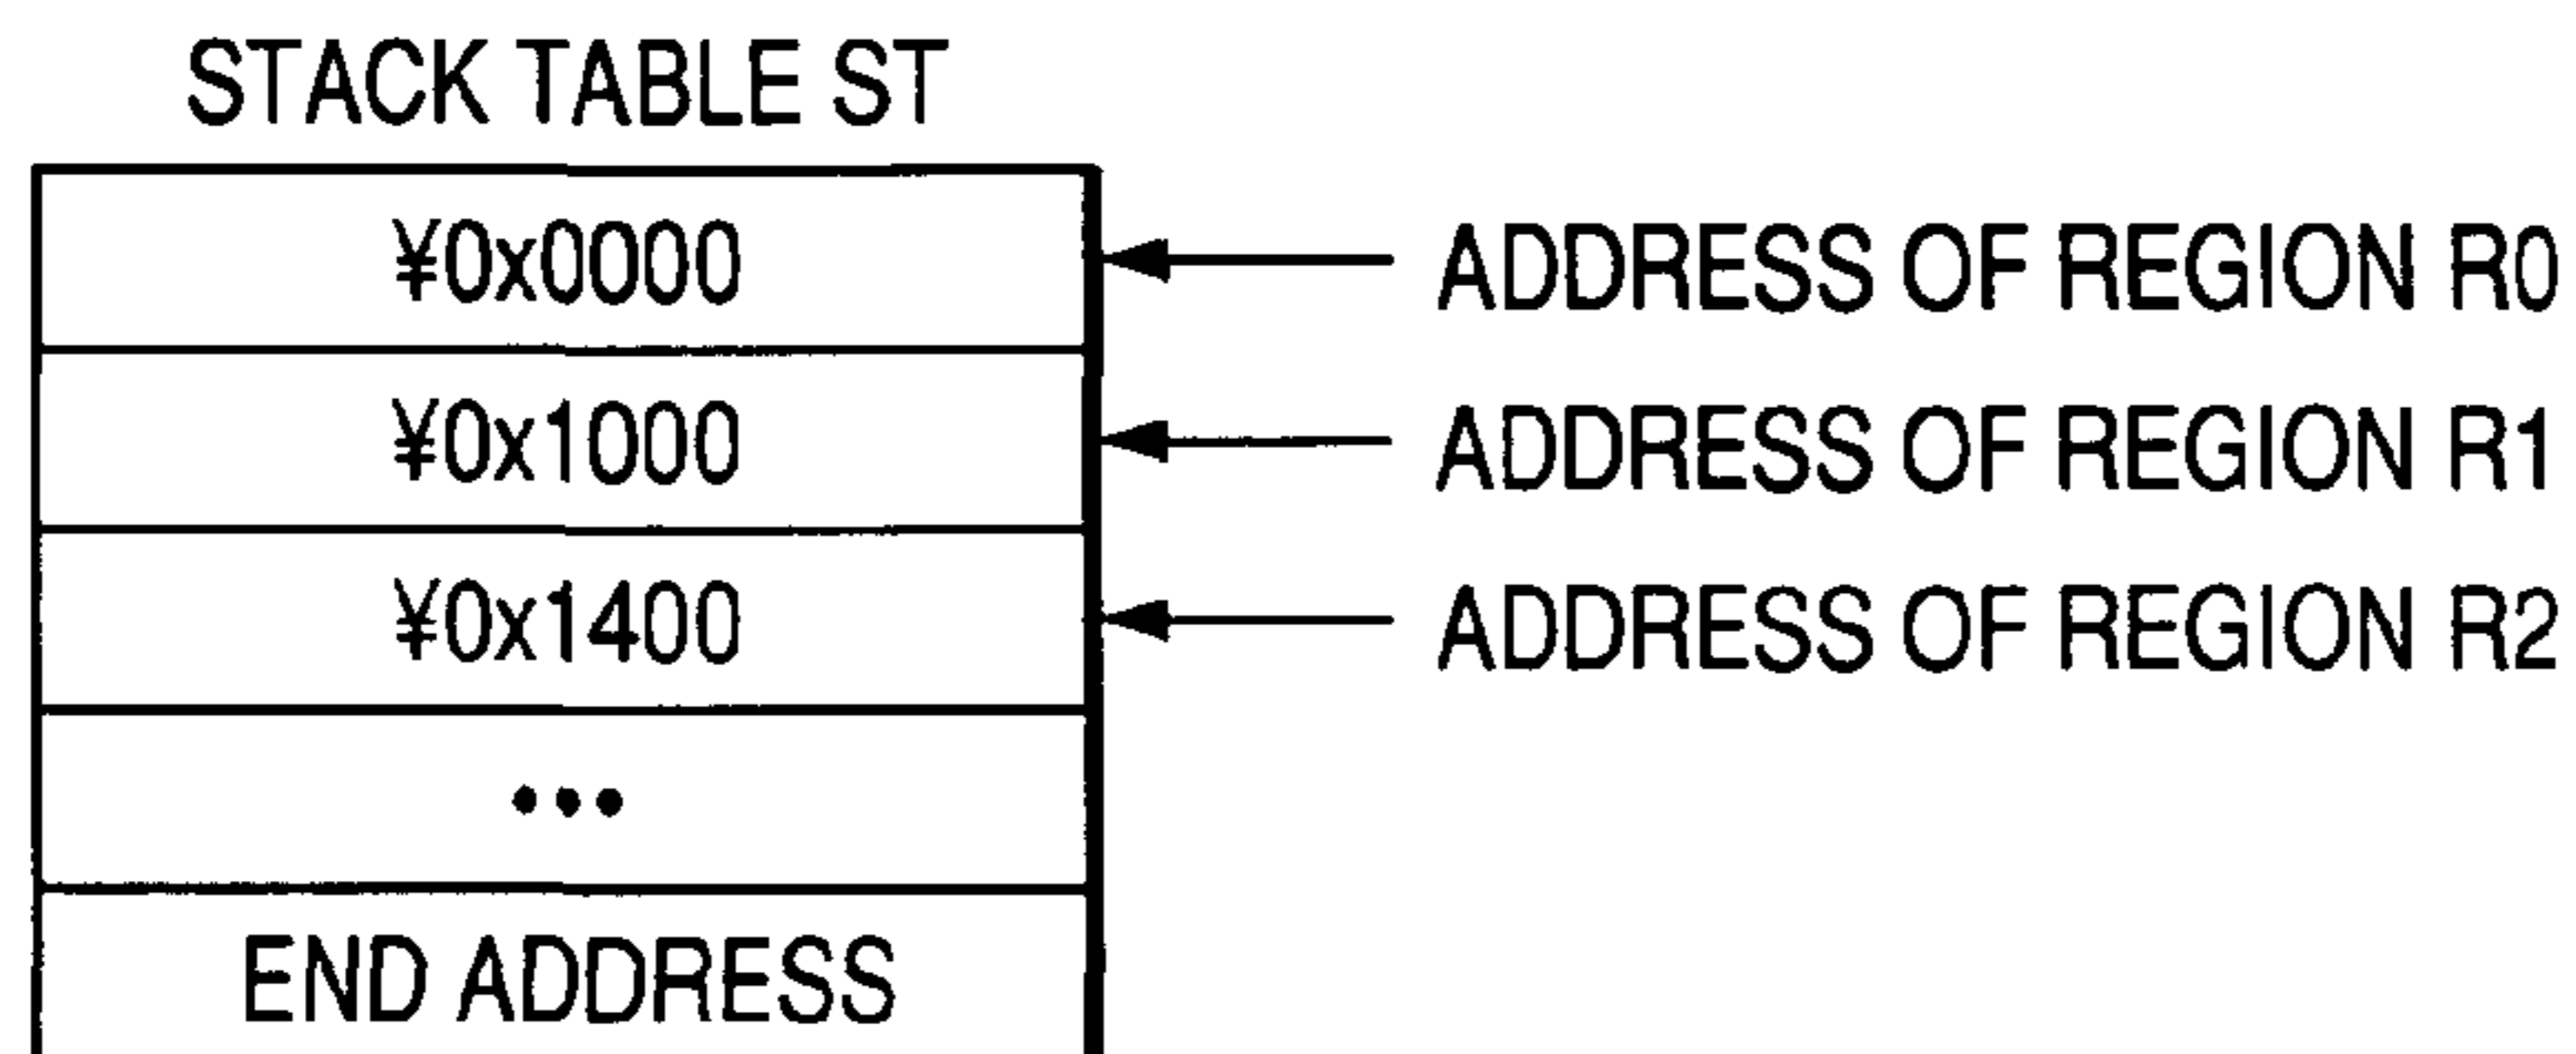 STACK TABLE ST
¥0x0000 ADDRESS OF REGION R0
¥0x1000 ADDRESS OF REGION R1
¥0x1400 ADDRESS OF REGION R2
•••
END ADDRESS